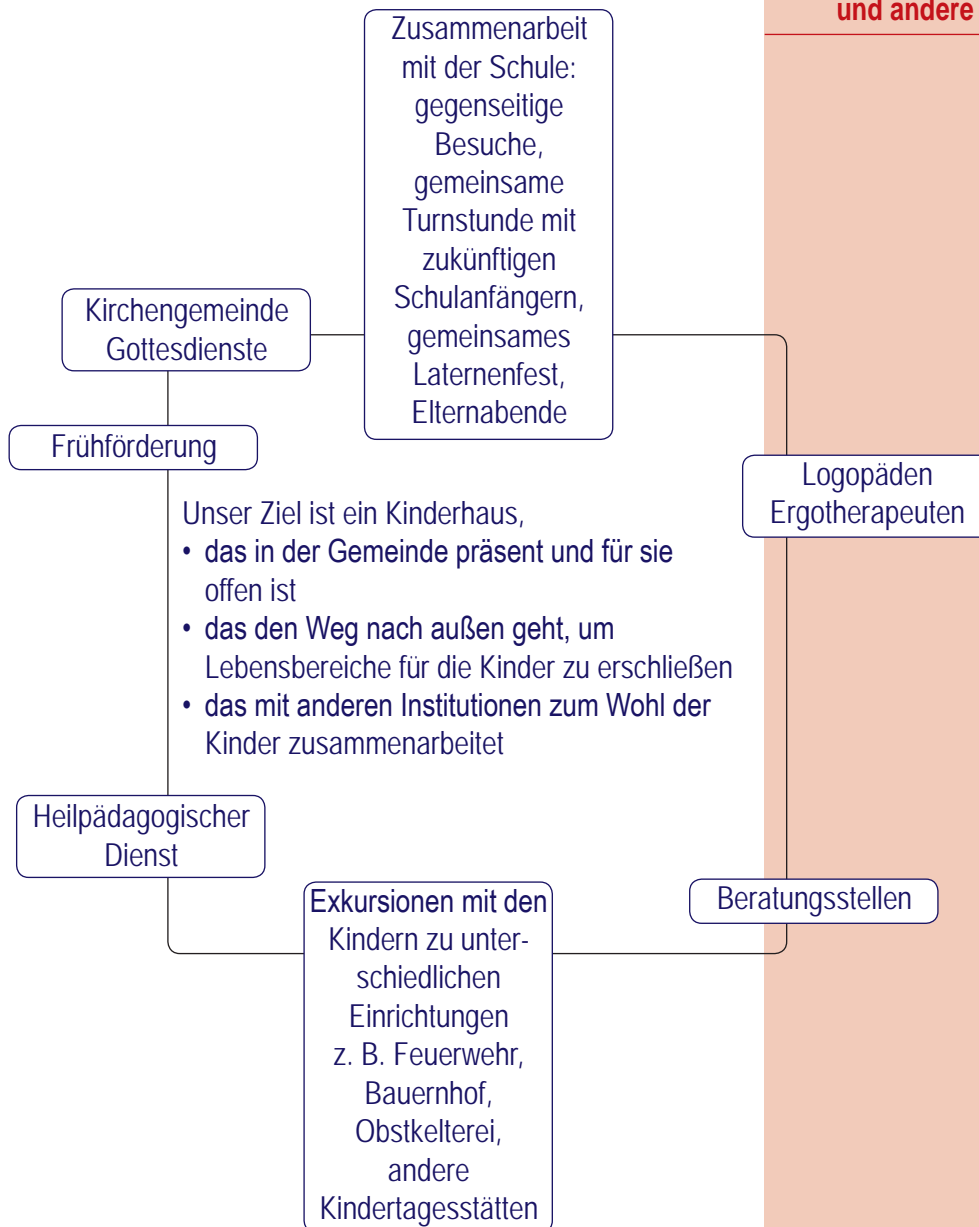 und andere
Zusammenarbeit
mit der Schule:
gegenseitige
Besuche,
gemeinsame
Turnstunde mit
zukünftigen
Schulanfängern,
gemeinsames
Laternenfest,
Elternabende
Kirchengemeinde
Gottesdienste
Frühförderung
Logopäden
Ergotherapeuten
Unser Ziel ist ein Kinderhaus,
• das in der Gemeinde präsent und für sie
offen ist
• das den Weg nach außen geht, um
Lebensbereiche für die Kinder zu erschließen
• das mit anderen Institutionen zum Wohl der
Kinder zusammenarbeitet
Heilpädagogischer
Dienst
Beratungsstellen
Exkursionen mit den
Kindern zu unter-
schiedlichen
Einrichtungen
z. B. Feuerwehr,
Bauernhof,
Obstkelterei,
andere
Kindertagesstätten